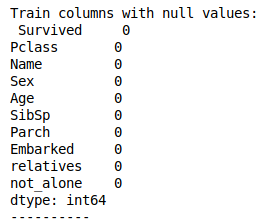 Train columns with null values:
 Survived     0
Pclass       0
Name         0
Sex          0
Age          0
SibSp        0
Parch        0
Embarked     0
relatives    0
not_alone    0
dtype: int64
----------